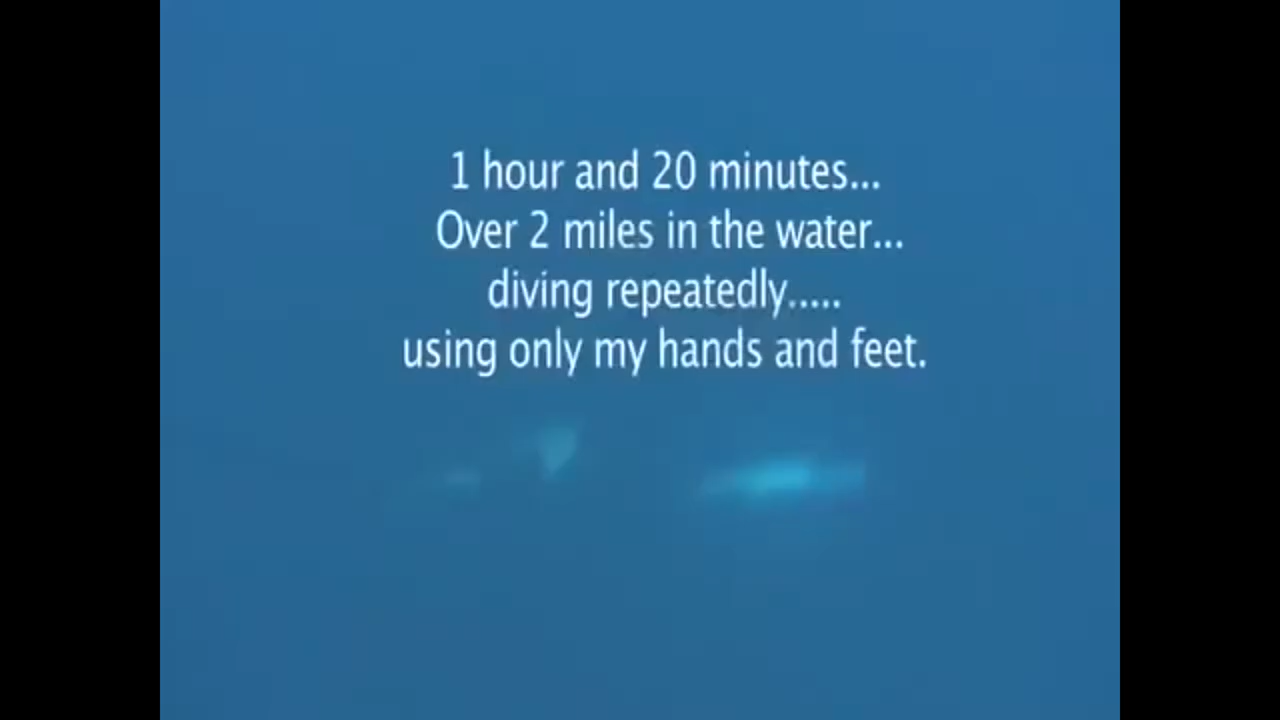 1 hour and 20 minutes...
Over 2 miles in the water...
diving repeatedly.....
using only my hands and feet.